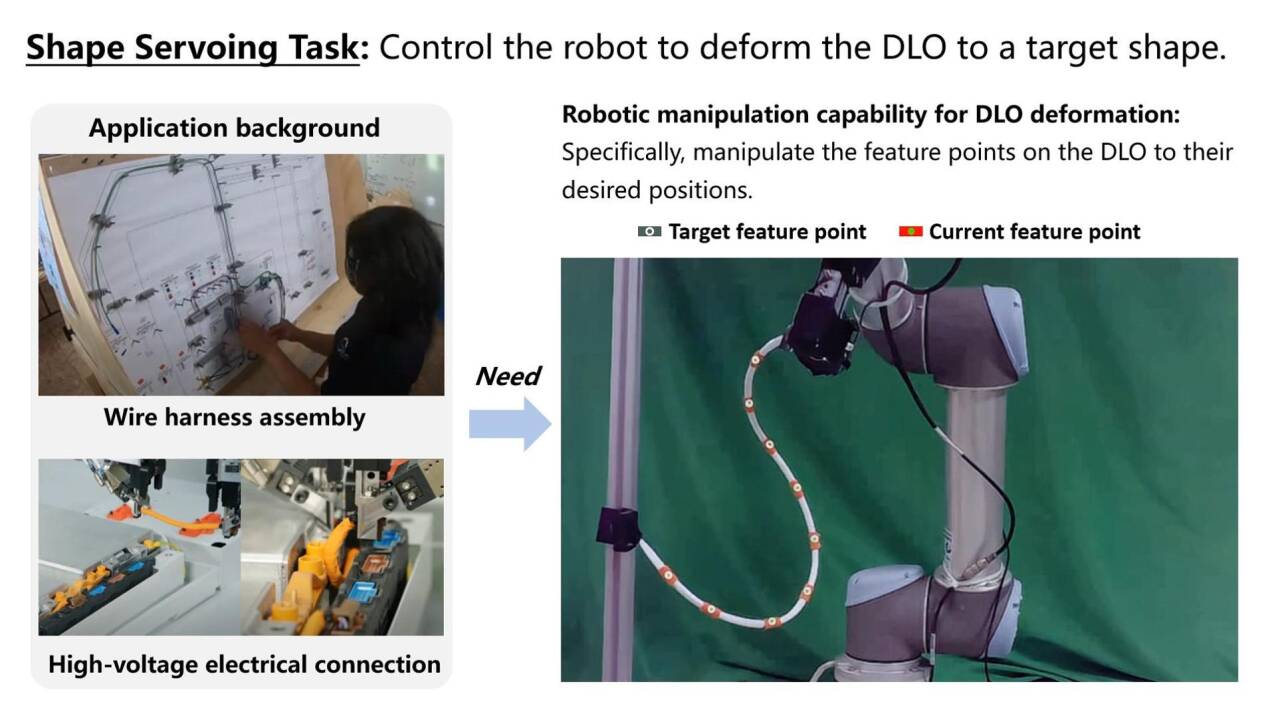 Shape Servoing Task: Control the robot to deform the DLO to a target shape.
Application background
Wire harness assembly
High-voltage electrical connection
Need
Robotic manipulation capability for DLO deformation:
Specifically, manipulate the feature points on the DLO to their
desired positions.
Target feature point
Current feature point